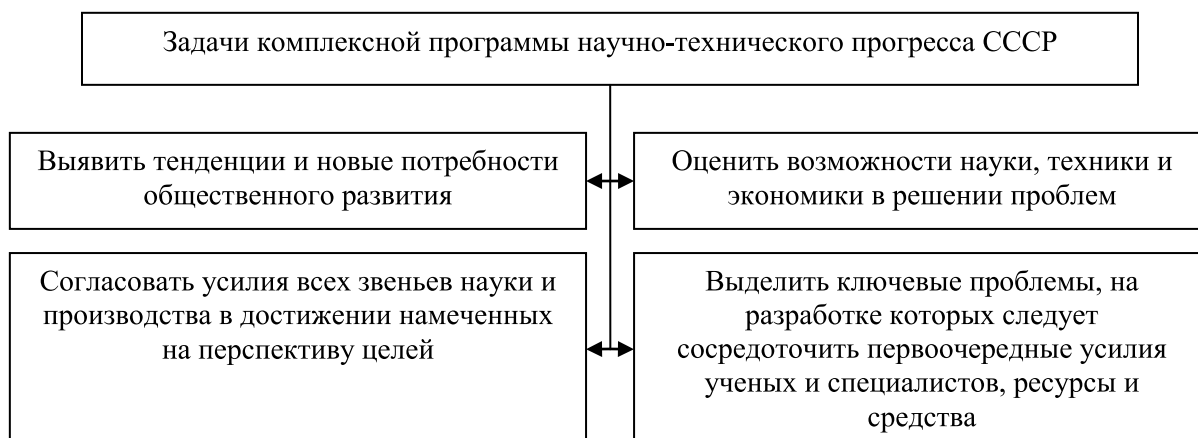 Задачи комплексной программы научно-технического прогресса СССР
Выявить тенденции и новые потребности
общественного развития
Оценить возможности науки, техники и
экономики в решении проблем
Согласовать усилия всех звеньев науки и
производства в достижении намеченных
на перспективу целей
Выделить ключевые проблемы, на
разработке которых следует
сосредоточить первоочередные усилия
ученых и специалистов, ресурсы и
средства